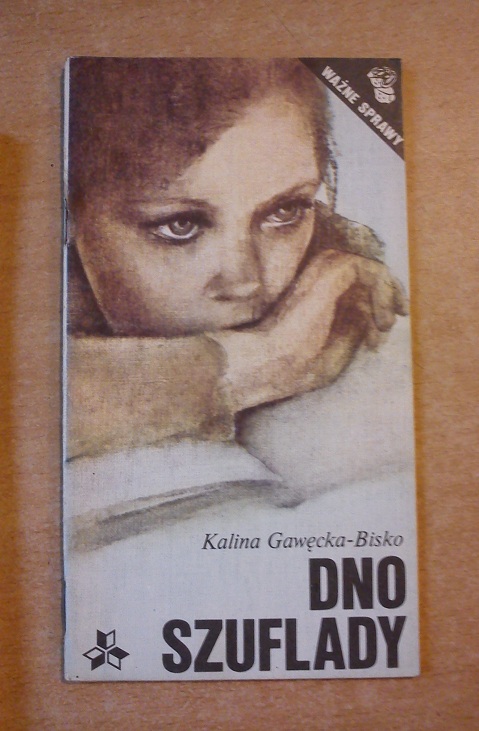 WAŻNE SPRAWY
Kalina Gawęcka-Bisko
DNO
SZUFLADY